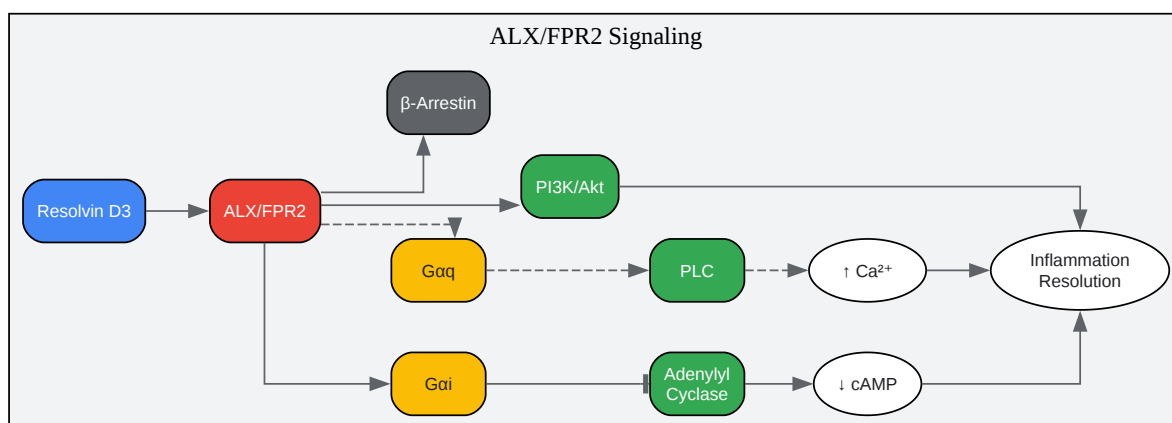 ALX/FPR2 Signaling
β-Arrestin
PI3K/Akt
Resolvin D3
ALX/FPR2
Gαq
PLC
↑ Ca²⁺
Inflammation
Resolution
Gαi
Adenylyl
Cyclase
↓ cAMP